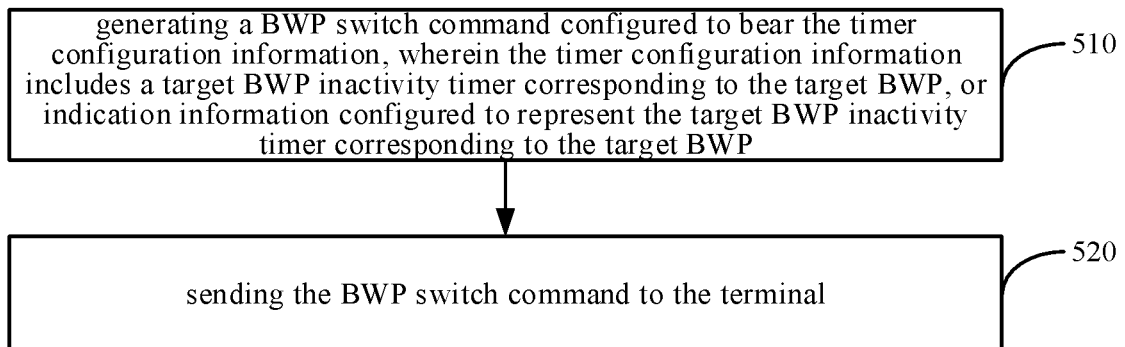 generating a BWP switch command configured to bear the timer
configuration information, wherein the timer configuration information
includes a target BWP inactivity timer corresponding to the target BWP, or
indication information configured to represent the target BWP inactivity
timer corresponding to the target BWP
510
sending the BWP switch command to the terminal
520